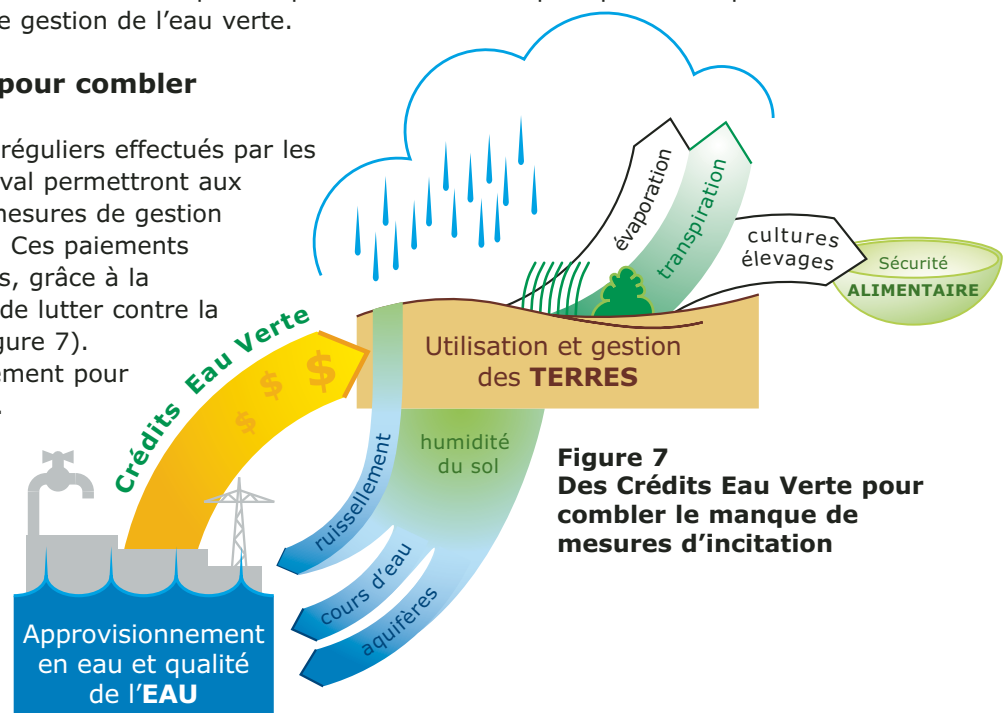 e gestion de l'eau verte.
pour combler
réguliers effectués par les
val permettront aux
mesures de gestion
Ces paiements
s, grâce à la
de lutter contre la
gure 7).
ement pour
évaporation
transpiration
cultures
élevages
Sécurité
ALIMENTAIRE
Crédits Eau Verte
$ $ $
Utilisation et gestion
des TERRES
humidité
du sol
ruissellement
cours d'eau
aquifères
Approvisionnement
en eau et qualité
de l'EAU
Figure 7
Des Crédits Eau Verte pour
combler le manque de
mesures d'incitation